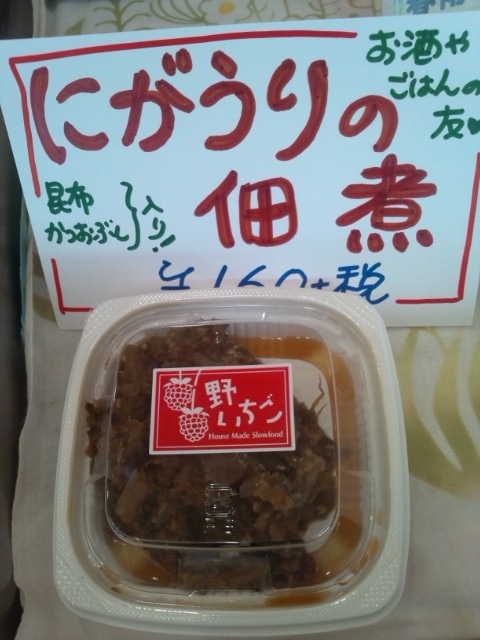 お酒や
ごはんの
友♥
にがうりの
佃煮
昆布
かつおぶし
入り!!
¥160+税
野
いちご
House Made Slowfood